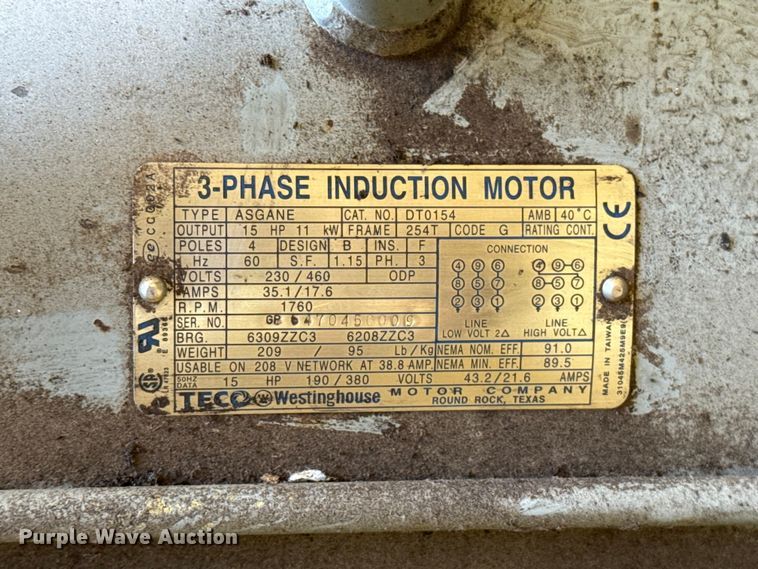 3-PHASE INDUCTION MOTOR
TYPE ASGANE CAT. NO. DT0154 AMB 40°C
OUTPUT 15 HP 11 kW FRAME 254T CODE G RATING CONT.
POLES 4 DESIGN B INS. F
Hz 60 S.F. 1.15 PH. 3
VOLTS 230 / 460 ODP
AMPS 35.1/17.6
R.P.M. 1760
SERIAL NO.
BRG. 6309ZZC3 6208ZZC3
WEIGHT 209 / 95 Lb/Kg NEMA NOM. EFF. 91.0
USABLE ON 208 V NETWORK AT 38.8 AMP. NEMA MIN. EFF. 89.5
50HZ DATA 15 HP 190 / 380 VOLTS 43.2/21.6 AMPS
TECO Westinghouse MOTOR COMPANY
ROUND ROCK, TEXAS
CONNECTION
4 9 6
LINE LINE
LOW VOLT 2Δ HIGH VOLT Δ
CE
MADE IN TAIWAN
Purple Wave Auction